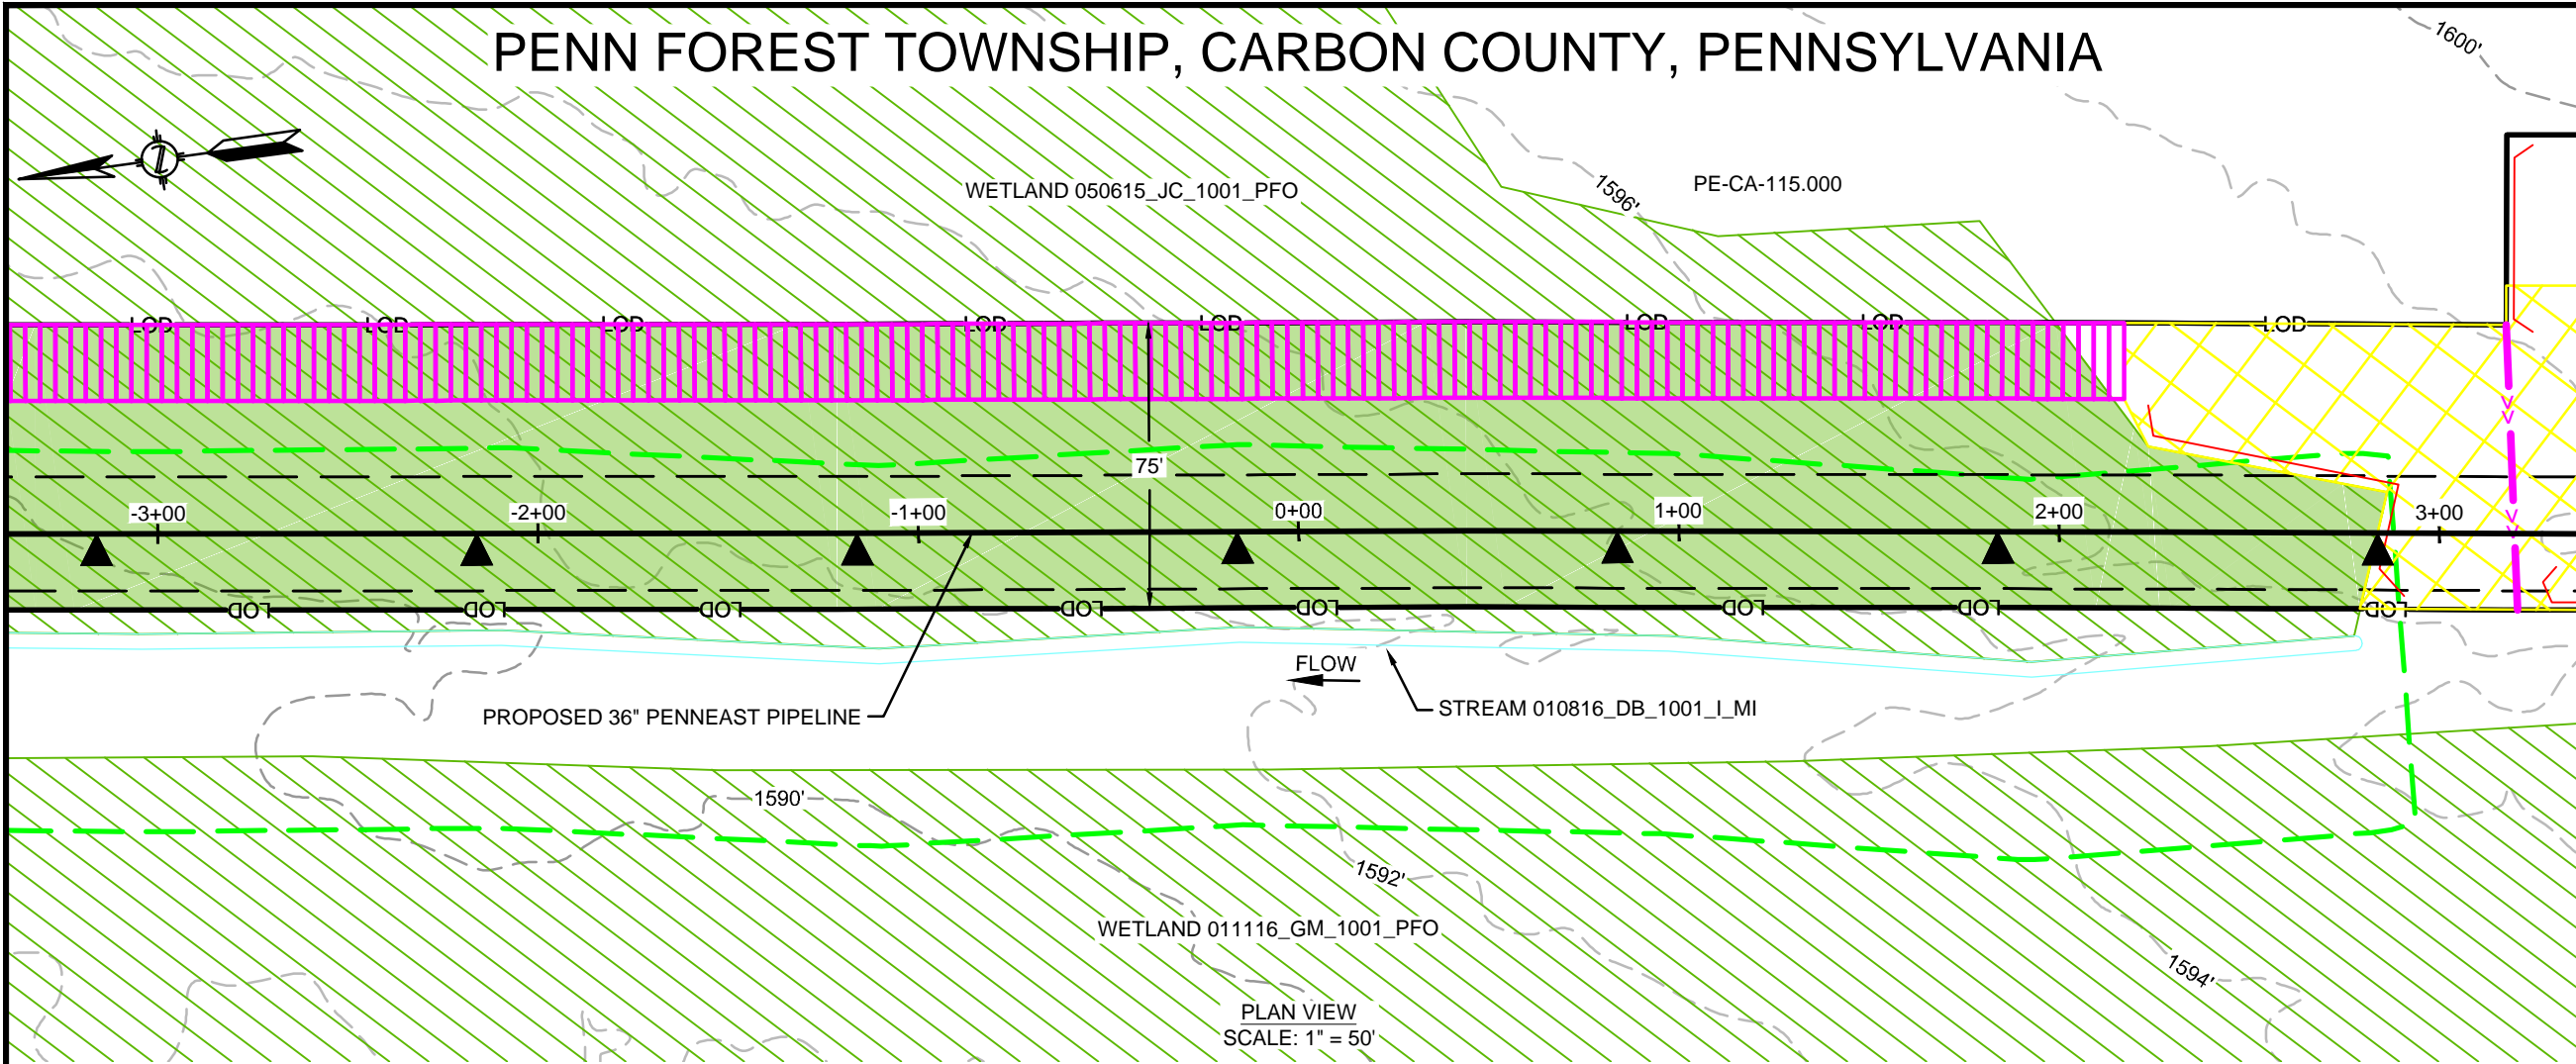 PENN FOREST TOWNSHIP, CARBON COUNTY, PENNSYLVANIA
1600'
WETLAND 050615_JC_1001_PFO
1596'
PE-CA-115.000
LOD LOD LOD LOD LOD LOD LOD LOD
75'
-3+00 -2+00 -1+00 0+00 1+00 2+00 3+00
LOD LOD LOD LOD LOD LOD LOD LOD
FLOW
PROPOSED 36" PENNEAST PIPELINE
STREAM 010816_DB_1001_I_MI
1590'
1592'
WETLAND 011116_GM_1001_PFO
1594'
PLAN VIEW
SCALE: 1" = 50'